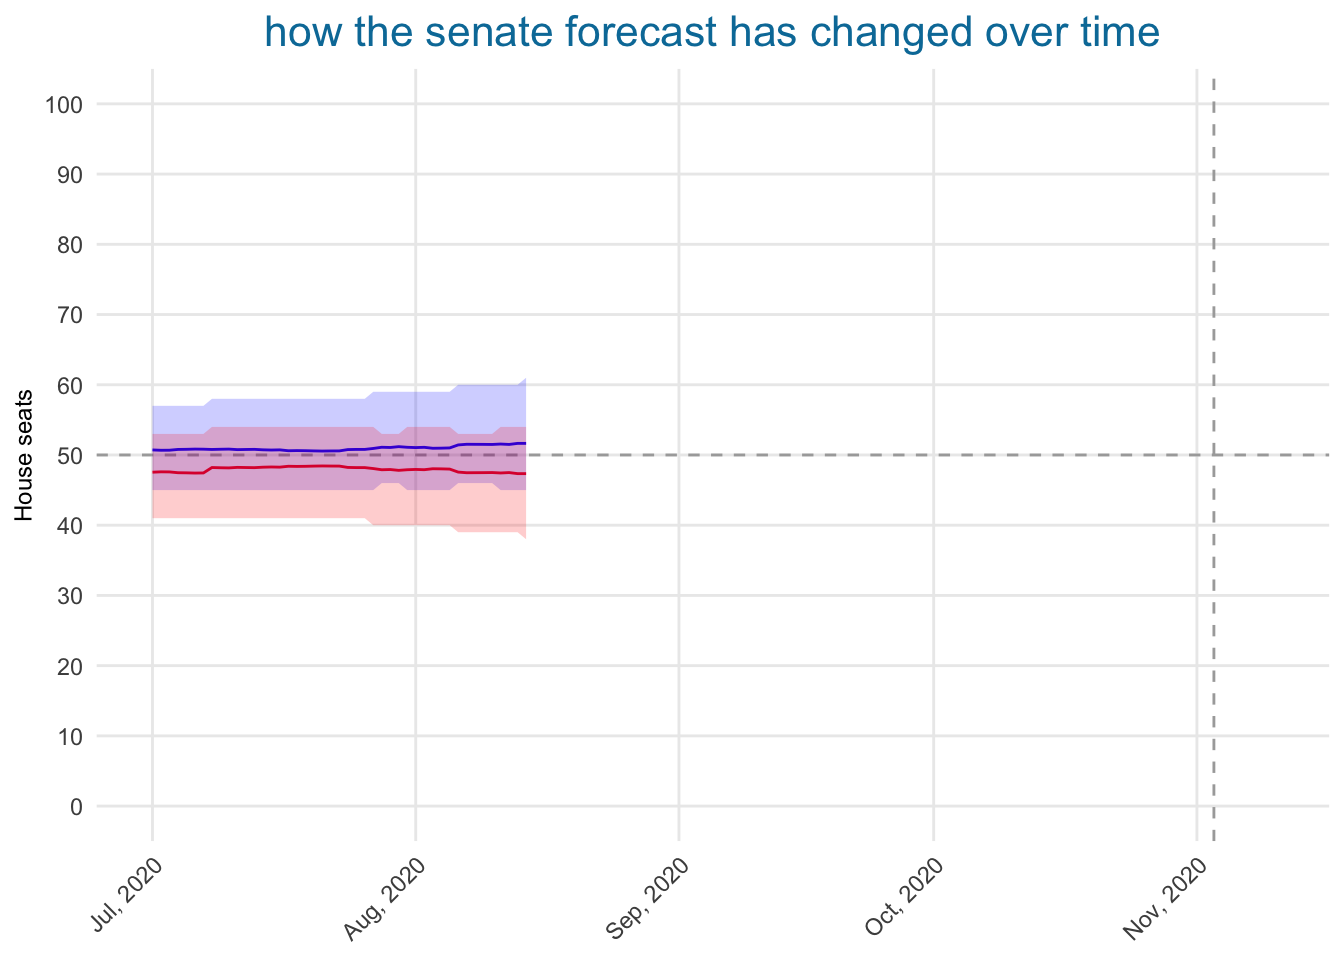 how the senate forecast has changed over time
House seats
100
90
80
70
60
50
40
30
20
10
0
Jul, 2020
Aug, 2020
Sep, 2020
Oct, 2020
Nov, 2020